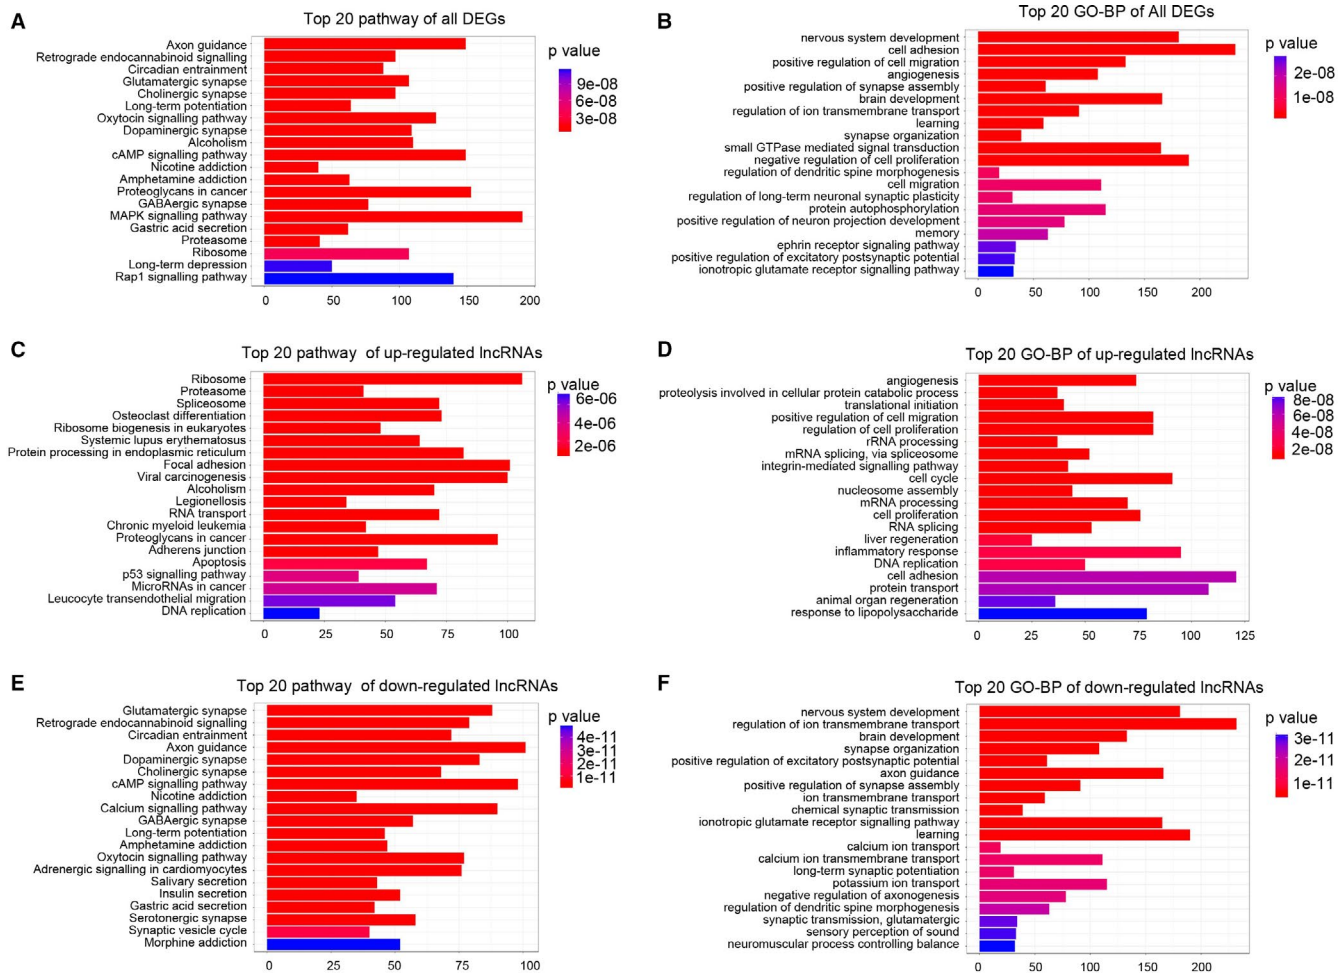 A
Top 20 pathway of all DEGs
Axon guidance
Retrograde endocannabinoid signalling
Circadian entrainment
Glutamatergic synapse
Cholinergic synapse
Long-term potentiation
Oxytocin signalling pathway
Dopaminergic synapse
Alcoholism
cAMP signalling pathway
Nicotine addiction
Amphetamine addiction
Proteoglycans in cancer
GABAergic synapse
MAPK signalling pathway
Gastric acid secretion
Proteasome
Ribosome
Long-term depression
Rap1 signalling pathway
0 50 100 150 200
p value
9e-08
6e-08
3e-08
B
Top 20 GO-BP of All DEGs
nervous system development
cell adhesion
positive regulation of cell migration
angiogenesis
positive regulation of synapse assembly
brain development
regulation of ion transmembrane transport
learning
synapse organization
small GTPase mediated signal transduction
negative regulation of cell proliferation
regulation of dendritic spine morphogenesis
cell migration
regulation of long-term neuronal synaptic plasticity
protein autophosphorylation
positive regulation of neuron projection development
memory
ephrin receptor signaling pathway
positive regulation of excitatory postsynaptic potential
ionotropic glutamate receptor signalling pathway
0 50 100 150 200
p value
2e-08
1e-08
C
Top 20 pathway of up-regulated lncRNAs
Ribosome
Proteasome
Spliceosome
Osteoclast differentiation
Ribosome biogenesis in eukaryotes
Systemic lupus erythematosus
Protein processing in endoplasmic reticulum
Focal adhesion
Viral carcinogenesis
Alcoholism
Legionellosis
RNA transport
Chronic myeloid leukemia
Proteoglycans in cancer
Adherens junction
Apoptosis
p53 signalling pathway
MicroRNAs in cancer
Leucocyte transendothelial migration
DNA replication
0 25 50 75 100
p value
6e-06
4e-06
2e-06
D
Top 20 GO-BP of up-regulated lncRNAs
angiogenesis
proteolysis involved in cellular protein catabolic process
translational initiation
positive regulation of cell migration
regulation of cell proliferation
rRNA processing
mRNA splicing, via spliceosome
integrin-mediated signalling pathway
cell cycle
nucleosome assembly
mRNA processing
cell proliferation
RNA splicing
liver regeneration
inflammatory response
DNA replication
cell adhesion
protein transport
animal organ regeneration
response to lipopolysaccharide
0 25 50 75 100 125
p value
8e-08
6e-08
4e-08
2e-08
E
Top 20 pathway of down-regulated lncRNAs
Glutamatergic synapse
Retrograde endocannabinoid signalling
Circadian entrainment
Axon guidance
Dopaminergic synapse
Cholinergic synapse
cAMP signalling pathway
Nicotine addiction
Calcium signalling pathway
GABAergic synapse
Long-term potentiation
Amphetamine addiction
Oxytocin signalling pathway
Adrenergic signalling in cardiomyocytes
Salivary secretion
Insulin secretion
Gastric acid secretion
Serotonergic synapse
Synaptic vesicle cycle
Morphine addiction
0 25 50 75 100
p value
4e-11
3e-11
2e-11
1e-11
F
Top 20 GO-BP of down-regulated lncRNAs
nervous system development
regulation of ion transmembrane transport
brain development
synapse organization
positive regulation of excitatory postsynaptic potential
axon guidance
positive regulation of synapse assembly
ion transmembrane transport
chemical synaptic transmission
ionotropic glutamate receptor signalling pathway
learning
calcium ion transport
calcium ion transmembrane transport
long-term synaptic potentiation
potassium ion transport
negative regulation of axonogenesis
regulation of dendritic spine morphogenesis
synaptic transmission, glutamatergic
sensory perception of sound
neuromuscular process controlling balance
0 50 100 150 200
p value
3e-11
2e-11
1e-11